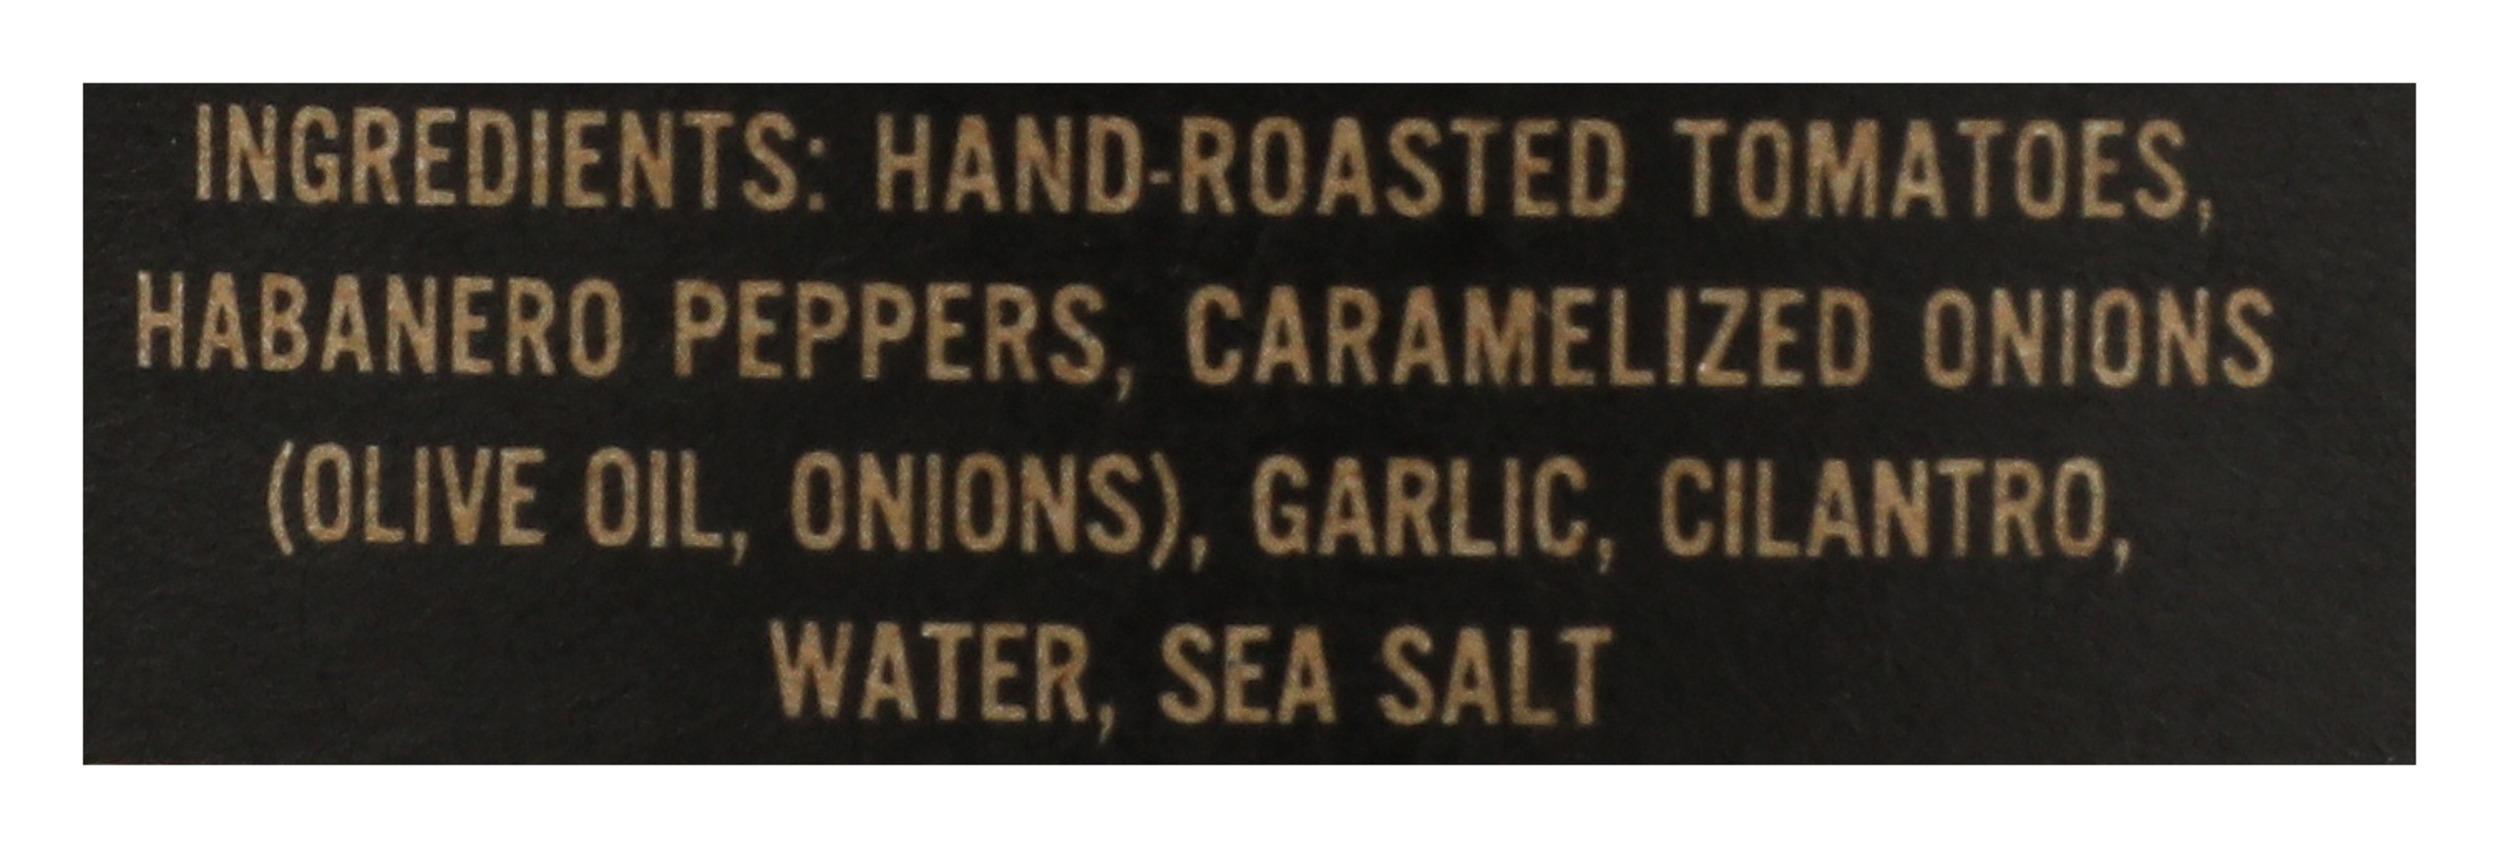 INGREDIENTS: HAND-ROASTED TOMATOES,
HABANERO PEPPERS, CARAMELIZED ONIONS
(OLIVE OIL, ONIONS), GARLIC, CILANTRO,
WATER, SEA SALT